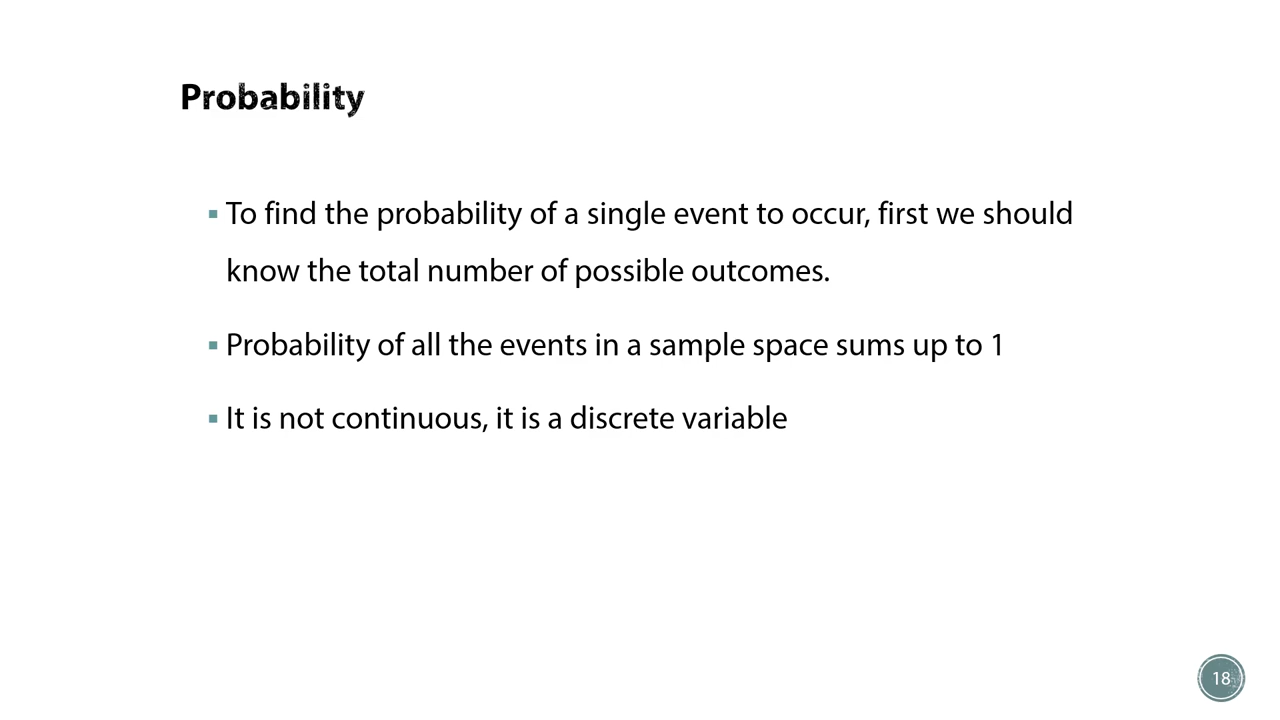 Probability
▪ To find the probability of a single event to occur, first we should
know the total number of possible outcomes.
▪ Probability of all the events in a sample space sums up to 1
▪ It is not continuous, it is a discrete variable
18